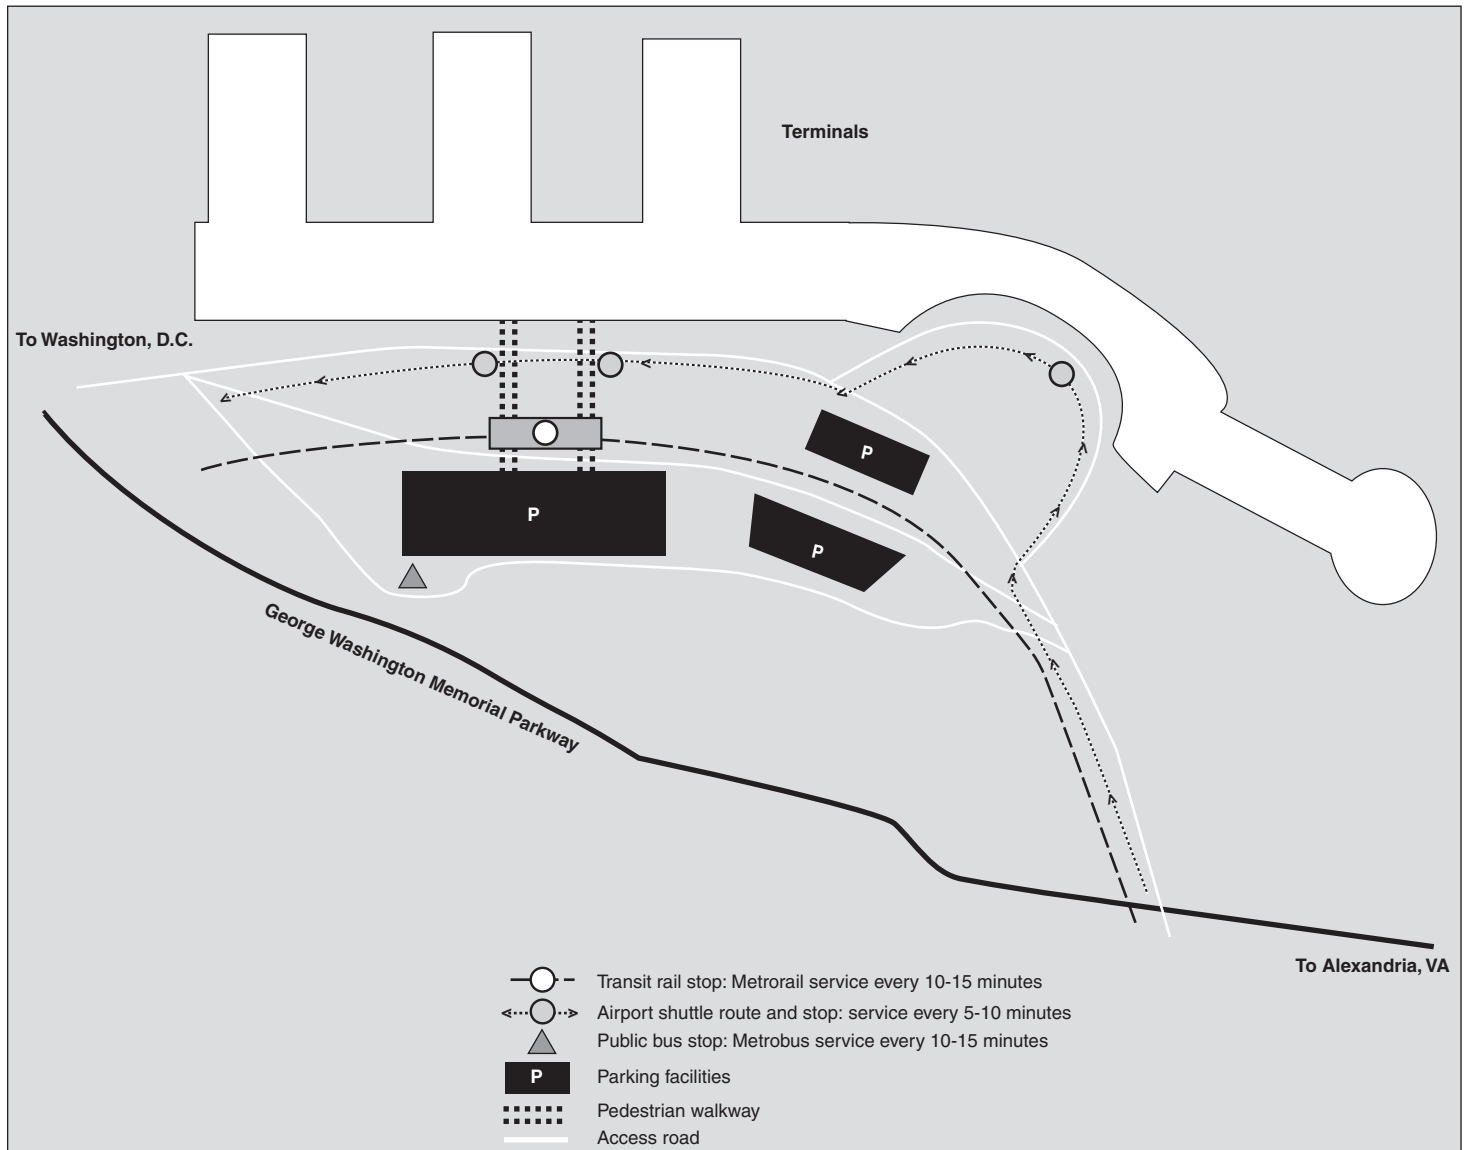 Terminals
To Washington, D.C.
P
P
P
George Washington Memorial Parkway
To Alexandria, VA
Transit rail stop: Metrorail service every 10-15 minutes
Airport shuttle route and stop: service every 5-10 minutes
Public bus stop: Metrobus service every 10-15 minutes
P
Parking facilities
Pedestrian walkway
Access road